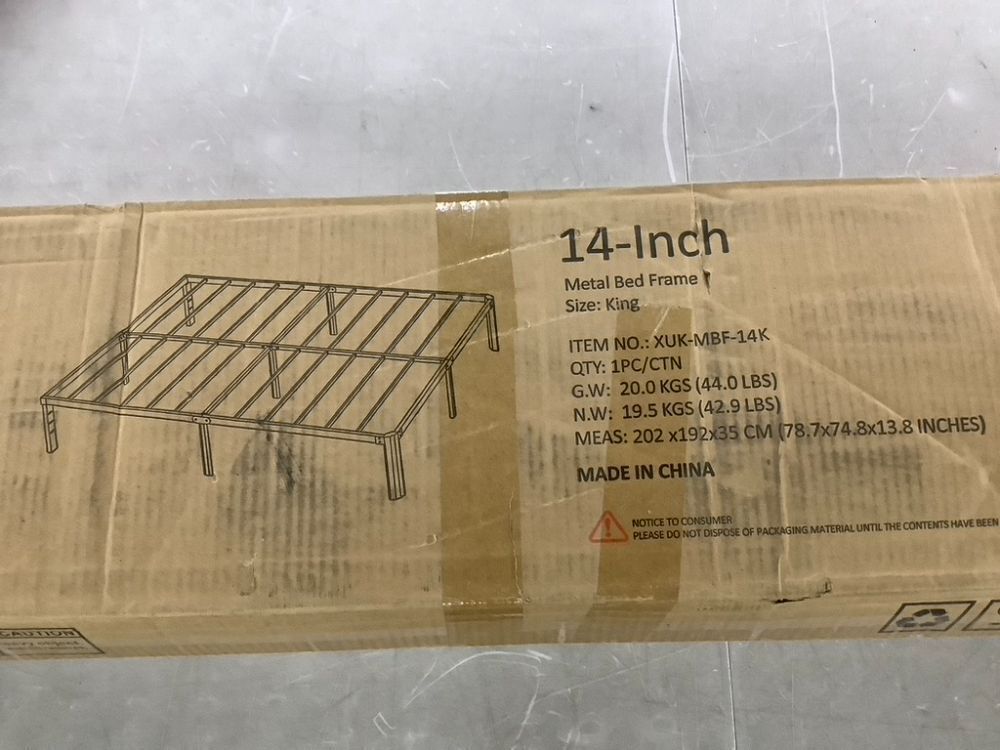 14-Inch
Metal Bed Frame
Size: King
ITEM NO.: XUK-MBF-14K
QTY: 1PC/CTN
G.W: 20.0 KGS (44.0 LBS)
N.W: 19.5 KGS (42.9 LBS)
MEAS: 202 x192x35 CM (78.7x74.8x13.8 INCHES)
MADE IN CHINA
NOTICE TO CONSUMER
PLEASE DO NOT DISPOSE OF PACKAGING MATERIAL UNTIL THE CONTENTS HAVE BEEN
CAUTION
object